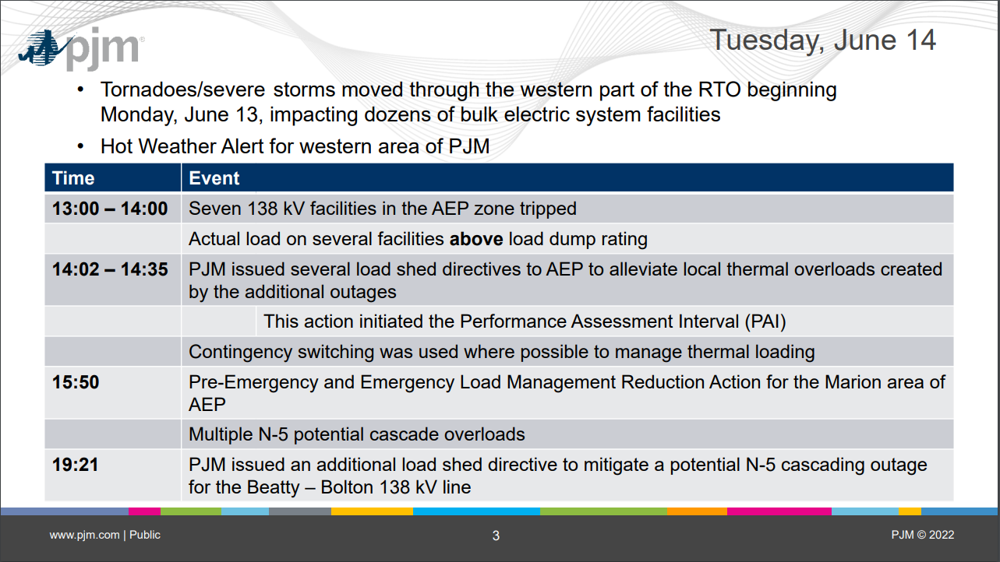 pjm®
Tuesday, June 14
• Tornadoes/severe storms moved through the western part of the RTO beginning
Monday, June 13, impacting dozens of bulk electric system facilities
• Hot Weather Alert for western area of PJM
Time Event
13:00 – 14:00 Seven 138 kV facilities in the AEP zone tripped
Actual load on several facilities above load dump rating
14:02 – 14:35 PJM issued several load shed directives to AEP to alleviate local thermal overloads created
by the additional outages
This action initiated the Performance Assessment Interval (PAI)
Contingency switching was used where possible to manage thermal loading
15:50 Pre-Emergency and Emergency Load Management Reduction Action for the Marion area of
AEP
Multiple N-5 potential cascade overloads
19:21 PJM issued an additional load shed directive to mitigate a potential N-5 cascading outage
for the Beatty – Bolton 138 kV line
www.pjm.com | Public 3 PJM © 2022